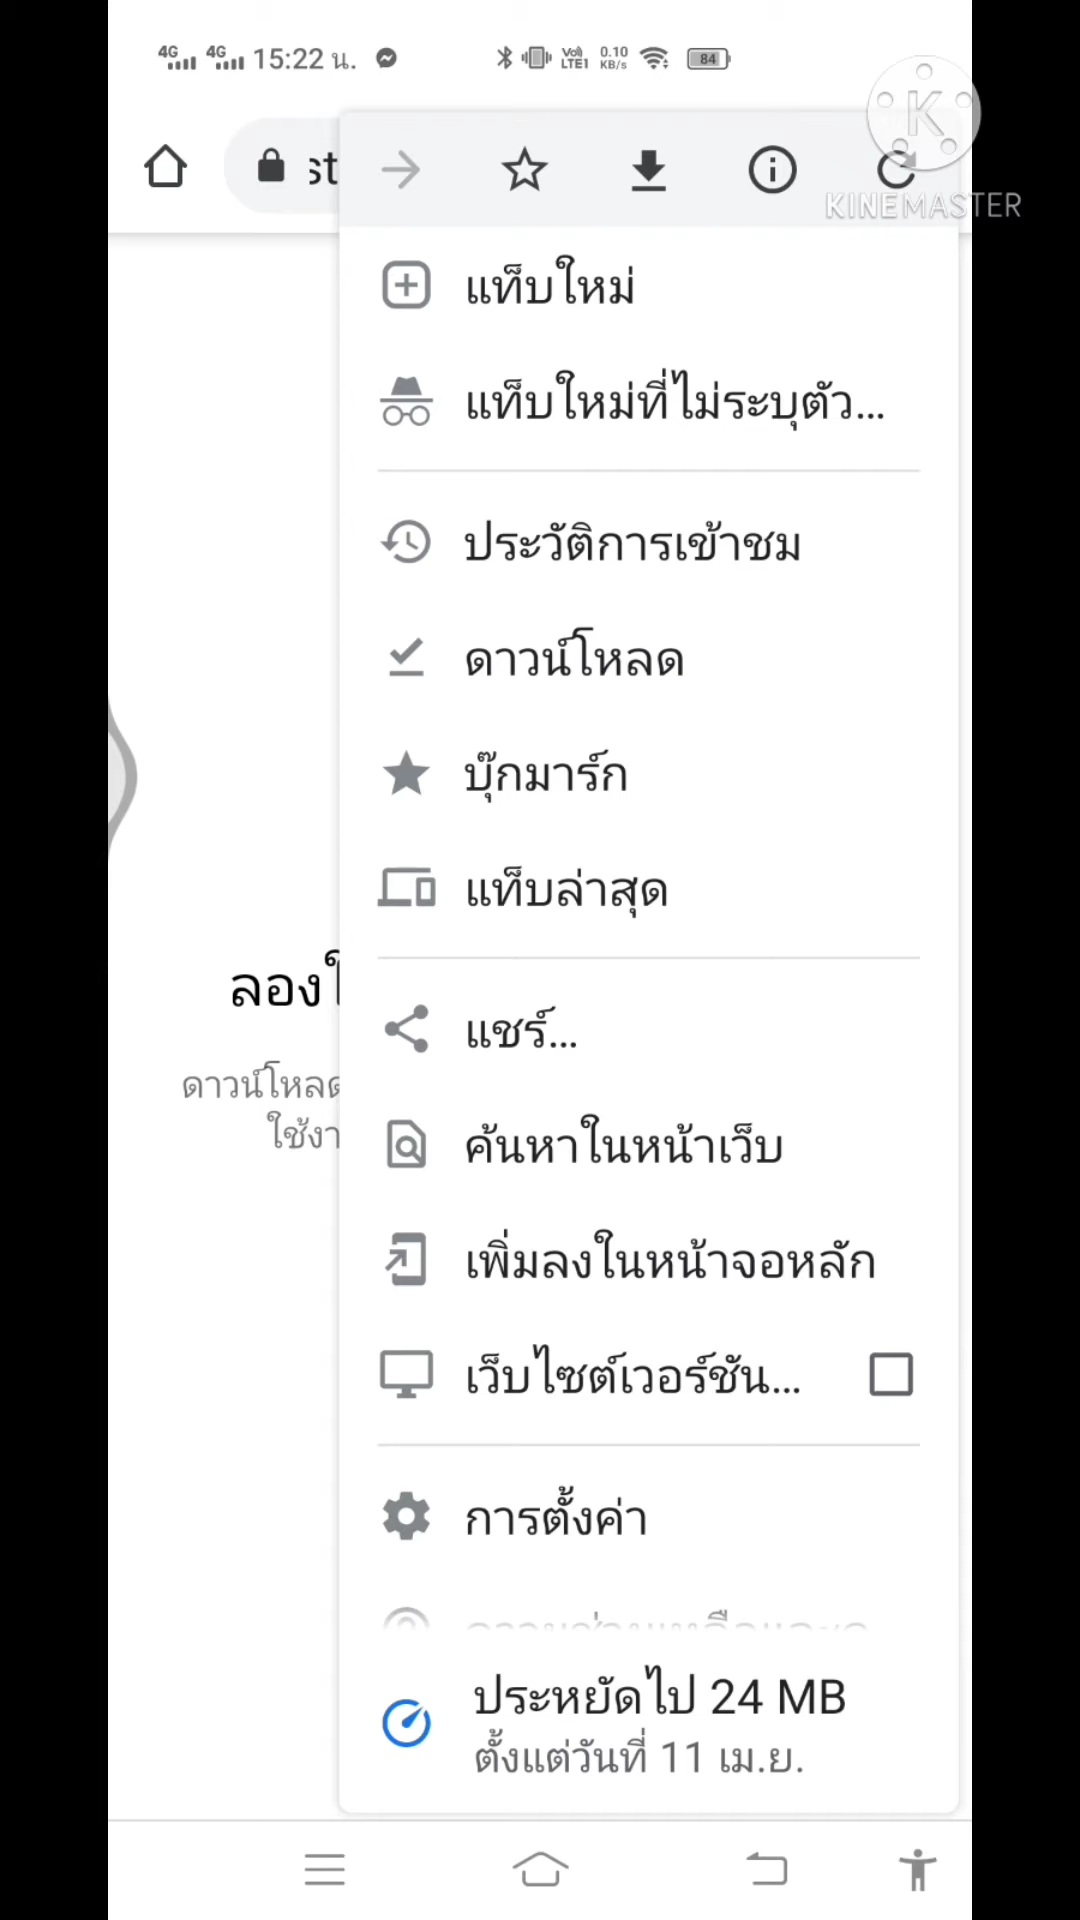 4G 4G 15:22 น. Vo) LTE1 0.10 KB/s 84
K
KINEMASTER
st
แท็บใหม่
แท็บใหม่ที่ไม่ระบุตัว...
ประวัติการเข้าชม
ดาวน์โหลด
บุ๊กมาร์ก
แท็บล่าสุด
ลองใ
ดาวน์โหลด
ใช้งา
แชร์...
ค้นหาในหน้าเว็บ
เพิ่มลงในหน้าจอหลัก
เว็บไซต์เวอร์ชัน...
การตั้งค่า
ประหยัดไป 24 MB
ตั้งแต่วันที่ 11 เม.ย.